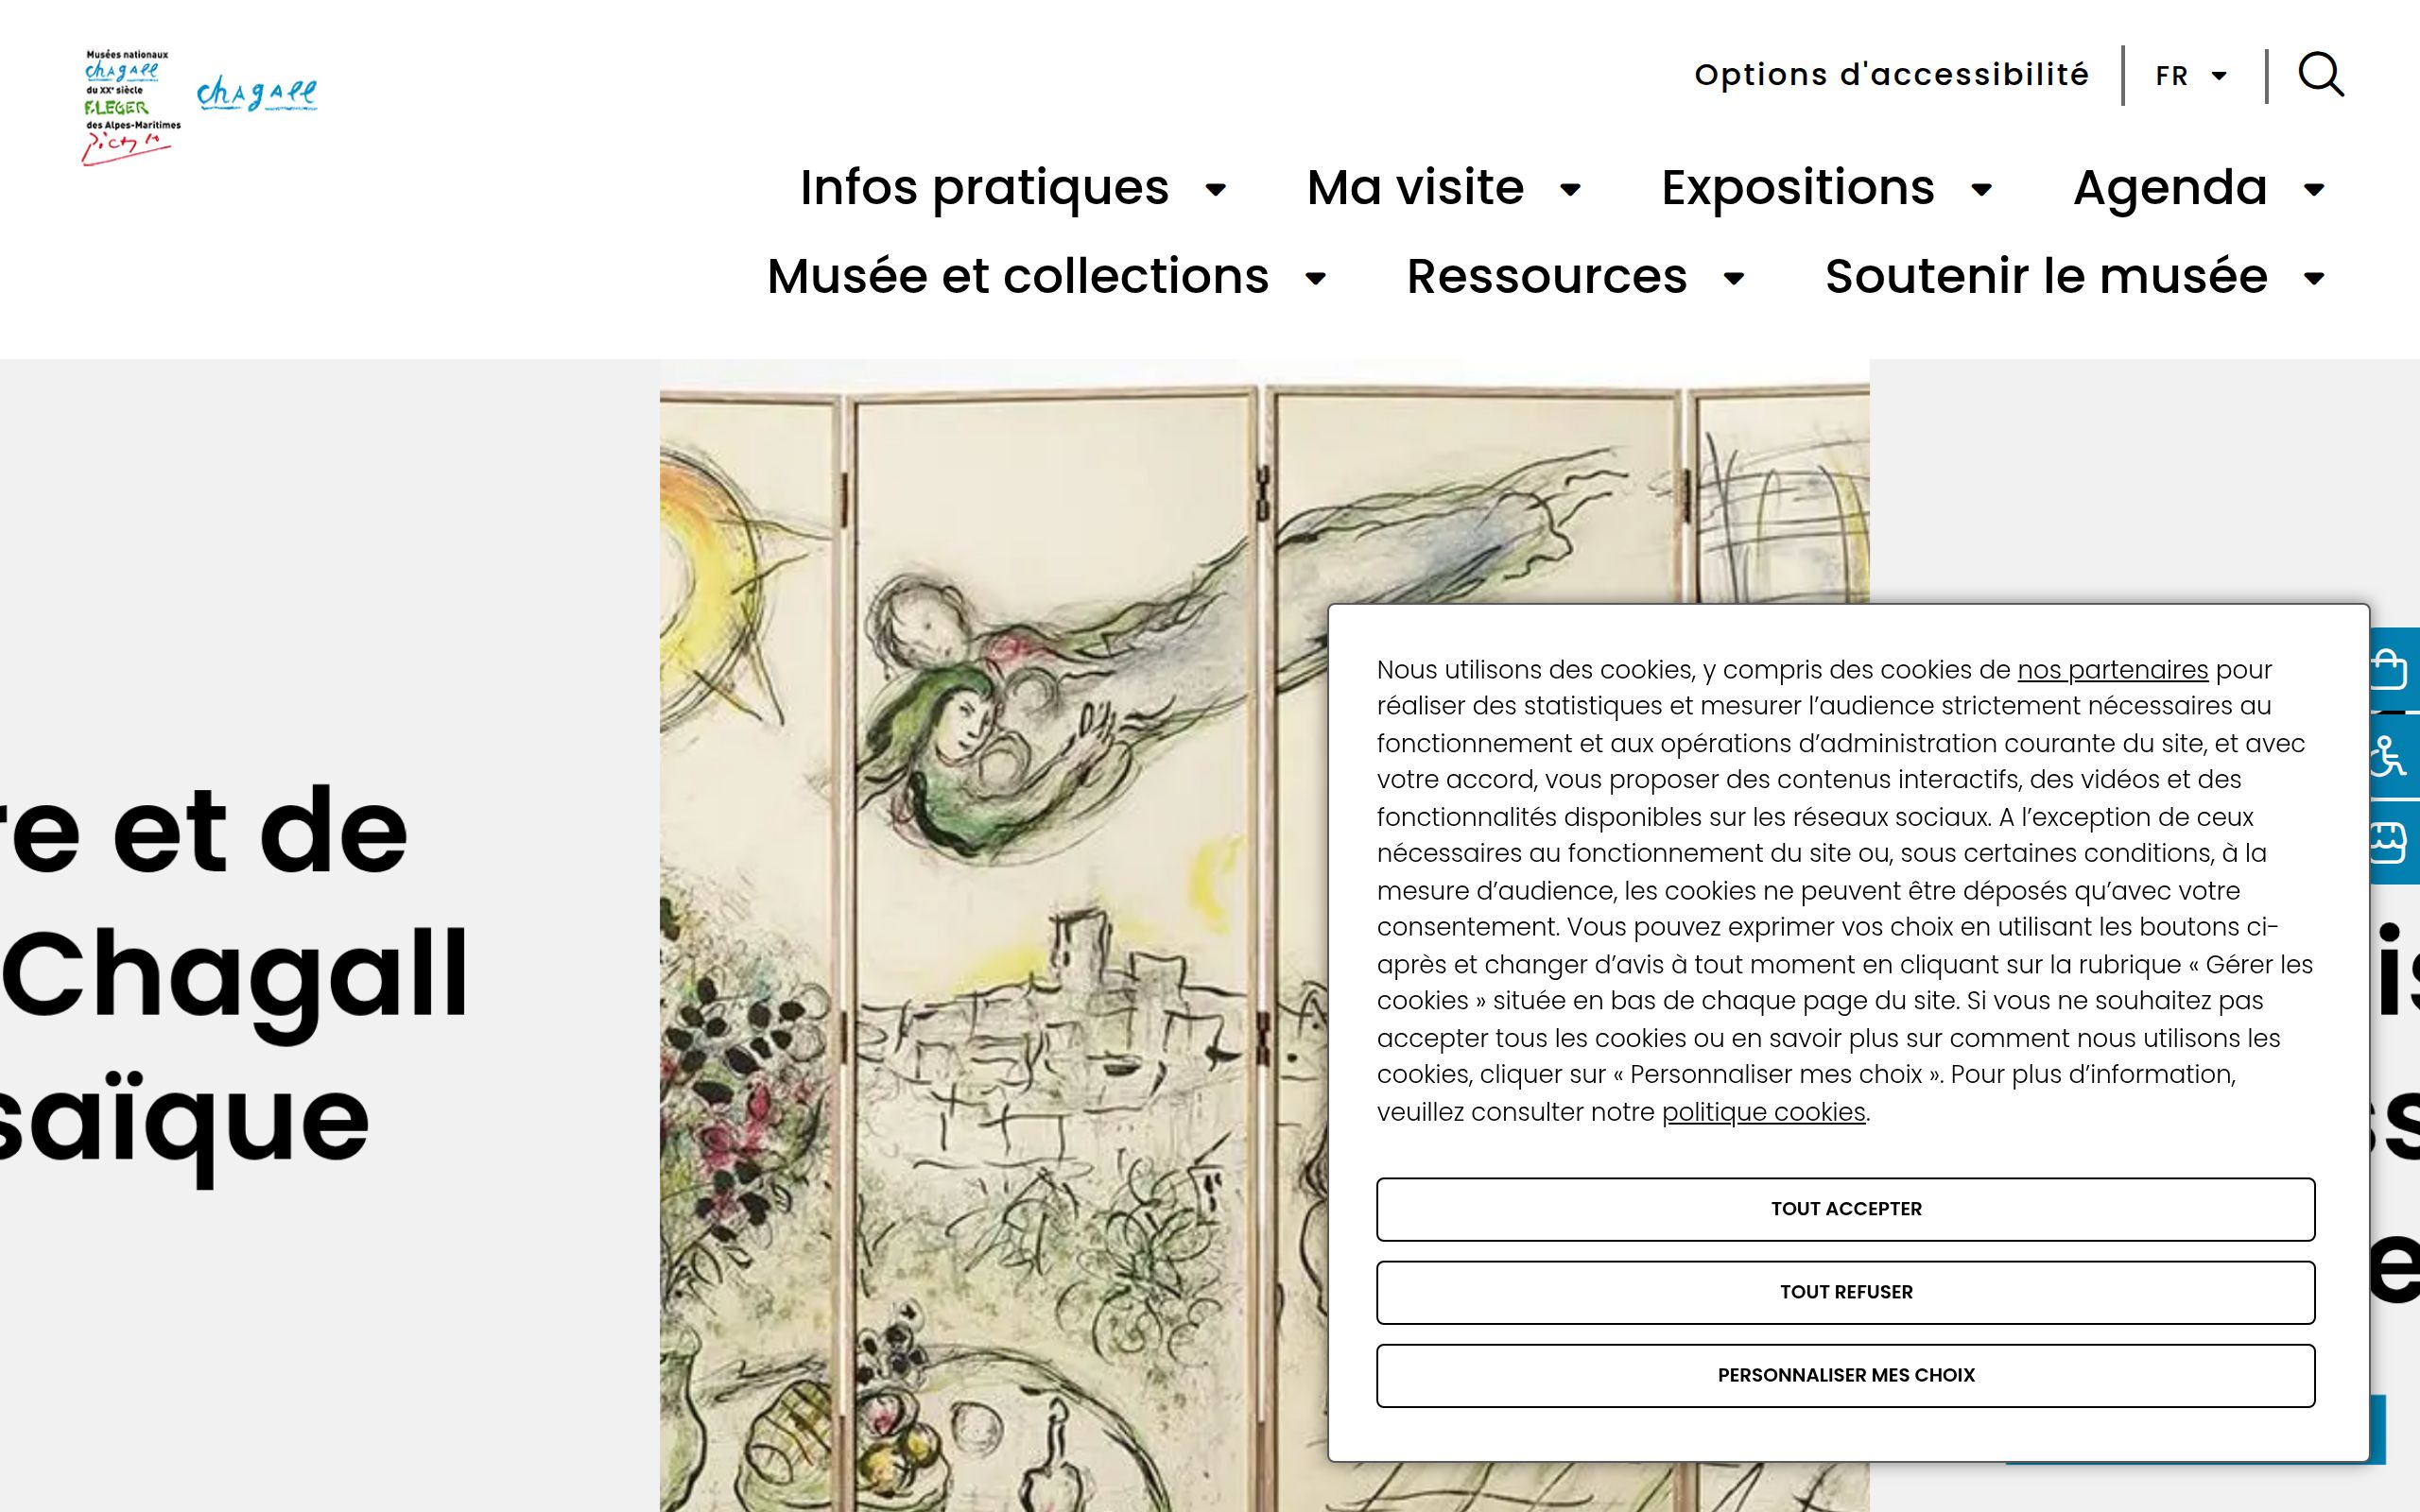 Musées nationaux
chagall
du XXe siècle
F.LEGER
des Alpes-Maritimes
Picasso
chagall
Options d'accessibilité
FR
Infos pratiques
Ma visite
Expositions
Agenda
Musée et collections
Ressources
Soutenir le musée
re et de
Chagall
saïque
Nous utilisons des cookies, y compris des cookies de nos partenaires pour
réaliser des statistiques et mesurer l’audience strictement nécessaires au
fonctionnement et aux opérations d’administration courante du site, et avec
votre accord, vous proposer des contenus interactifs, des vidéos et des
fonctionnalités disponibles sur les réseaux sociaux. A l’exception de ceux
nécessaires au fonctionnement du site ou, sous certaines conditions, à la
mesure d’audience, les cookies ne peuvent être déposés qu’avec votre
consentement. Vous pouvez exprimer vos choix en utilisant les boutons ci-
après et changer d’avis à tout moment en cliquant sur la rubrique « Gérer les
cookies » située en bas de chaque page du site. Si vous ne souhaitez pas
accepter tous les cookies ou en savoir plus sur comment nous utilisons les
cookies, cliquer sur « Personnaliser mes choix ». Pour plus d’information,
veuillez consulter notre politique cookies.
TOUT ACCEPTER
TOUT REFUSER
PERSONNALISER MES CHOIX